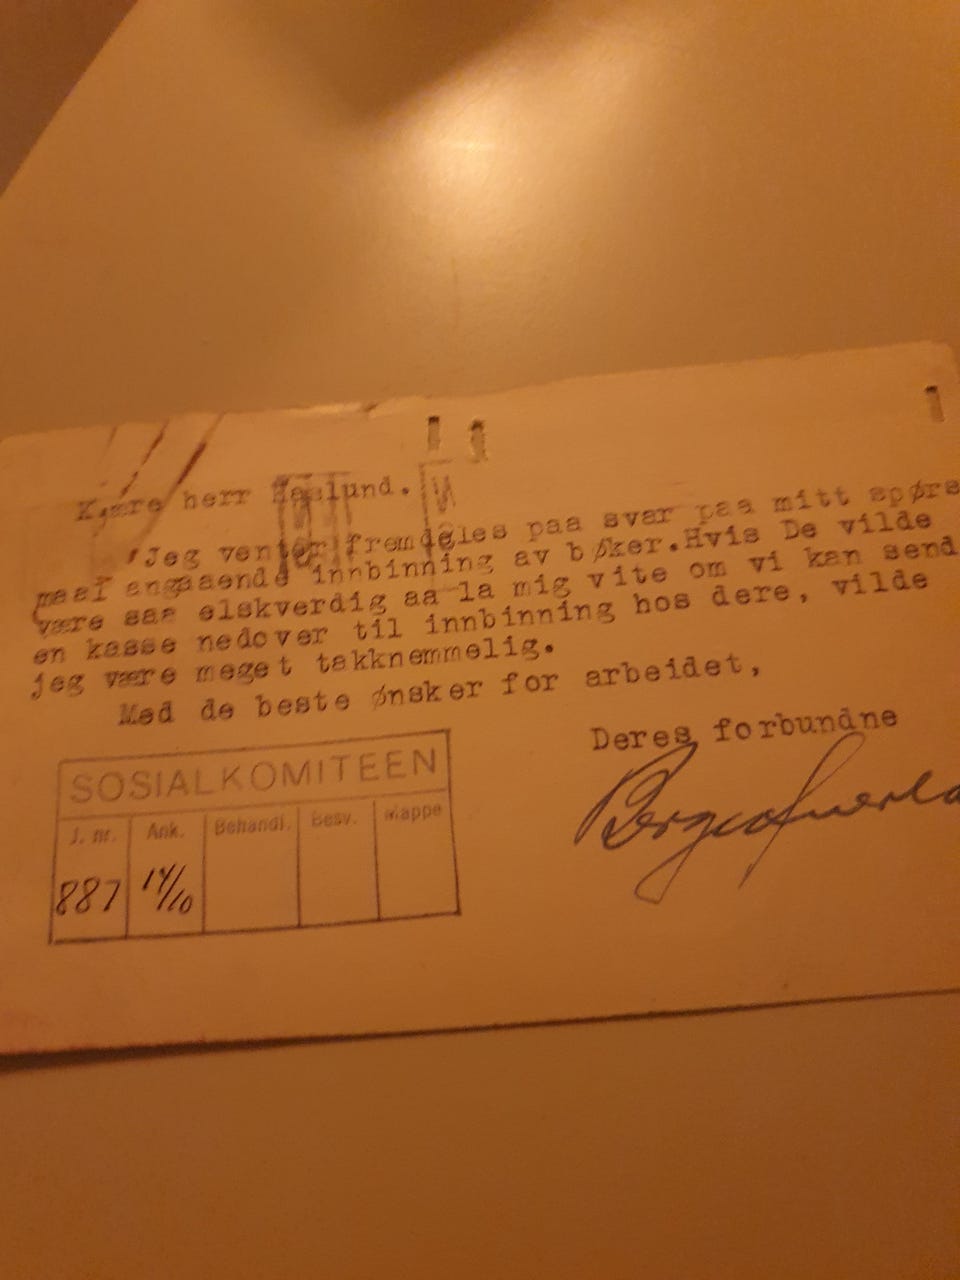 Kjære herr
Jeg venter fremdeles paa svar paa mitt spørs
maal angaaende innbinning av bøker.Hvis De vilde
være saa elskverdig aa la mig vite om vi kan send
en kasse nedover til innbinning hos dere, vilde
jeg være meget takknemmelig.
Med de beste ønsker for arbeidet,
Deres forbundne
SOSIALKOMITEEN
J. nr. Ank. Behandl. Besv. Mappe
887 14/10